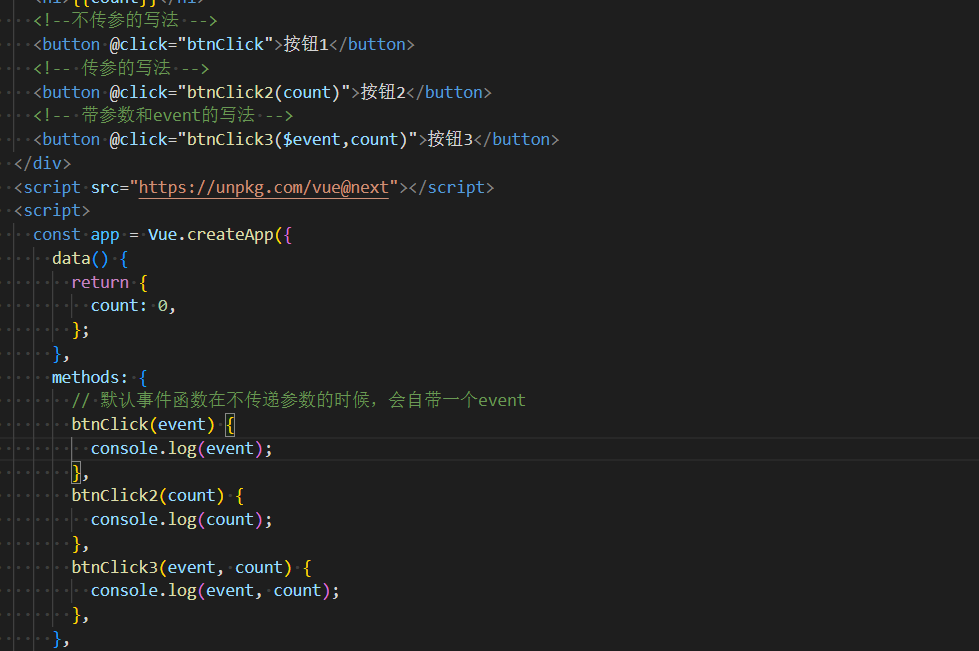 <h1>{{count}}</h1>
<!--不传参的写法 -->
<button @click="btnClick">按钮1</button>
<!-- 传参的写法 -->
<button @click="btnClick2(count)">按钮2</button>
<!-- 带参数和event的写法 -->
<button @click="btnClick3($event,count)">按钮3</button>
</div>
<script src="https://unpkg.com/vue@next"></script>
<script>
const app = Vue.createApp({
data() {
return {
count: 0,
};
},
methods: {
// 默认事件函数在不传递参数的时候，会自带一个event
btnClick(event) {
console.log(event);
},
btnClick2(count) {
console.log(count);
},
btnClick3(event, count) {
console.log(event, count);
},
},